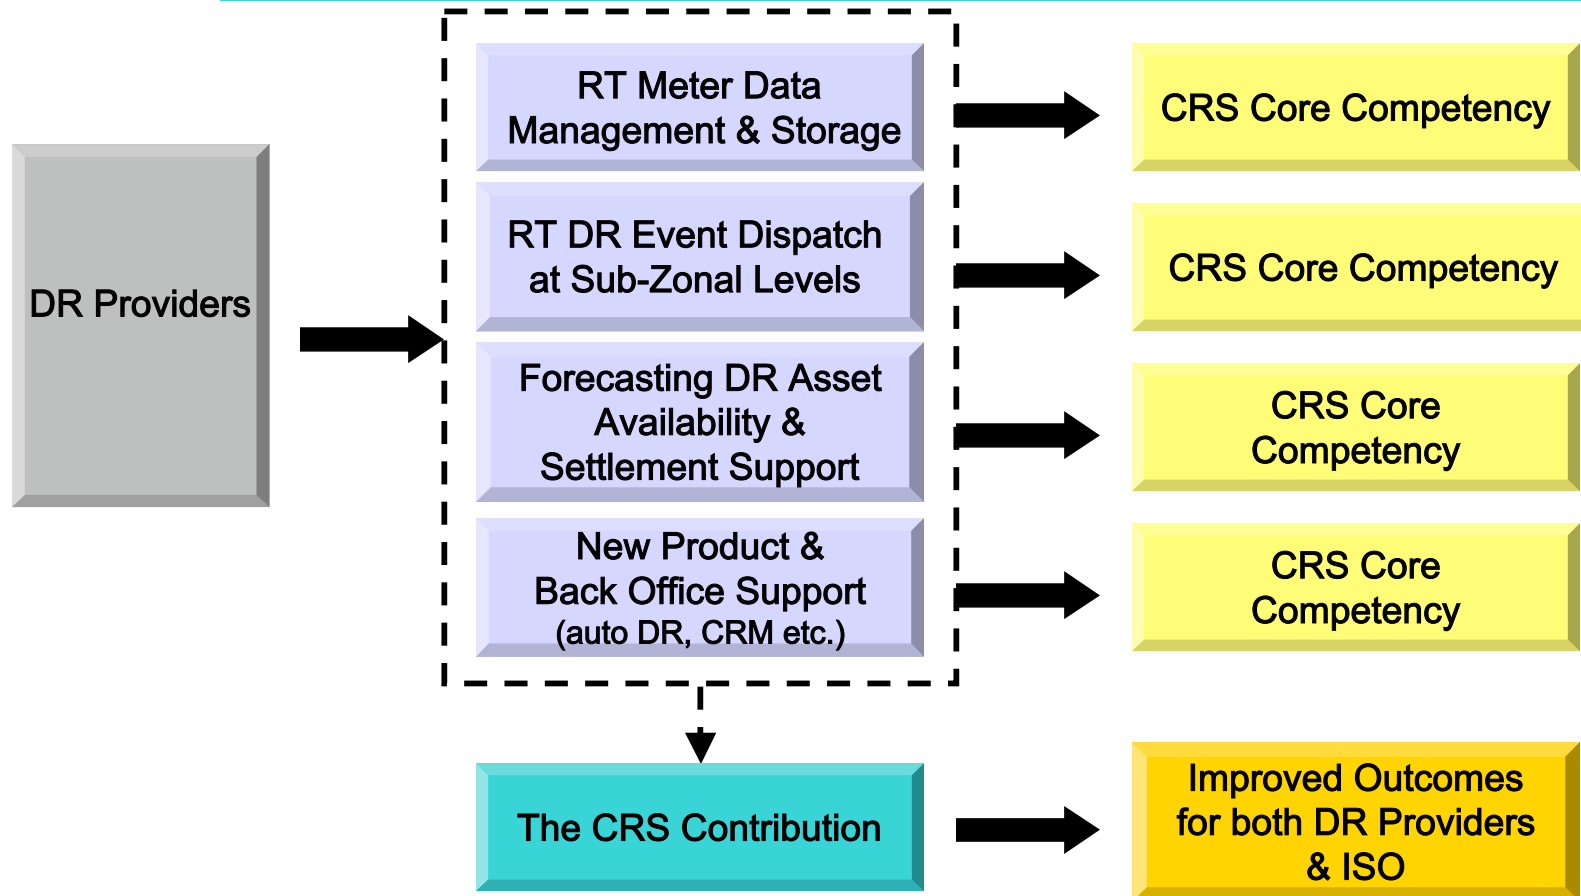 DR Providers
RT Meter Data
Management & Storage
RT DR Event Dispatch
at Sub-Zonal Levels
Forecasting DR Asset
Availability &
Settlement Support
New Product &
Back Office Support
(auto DR, CRM etc.)
CRS Core Competency
CRS Core Competency
CRS Core
Competency
CRS Core
Competency
The CRS Contribution
Improved Outcomes
for both DR Providers
& ISO